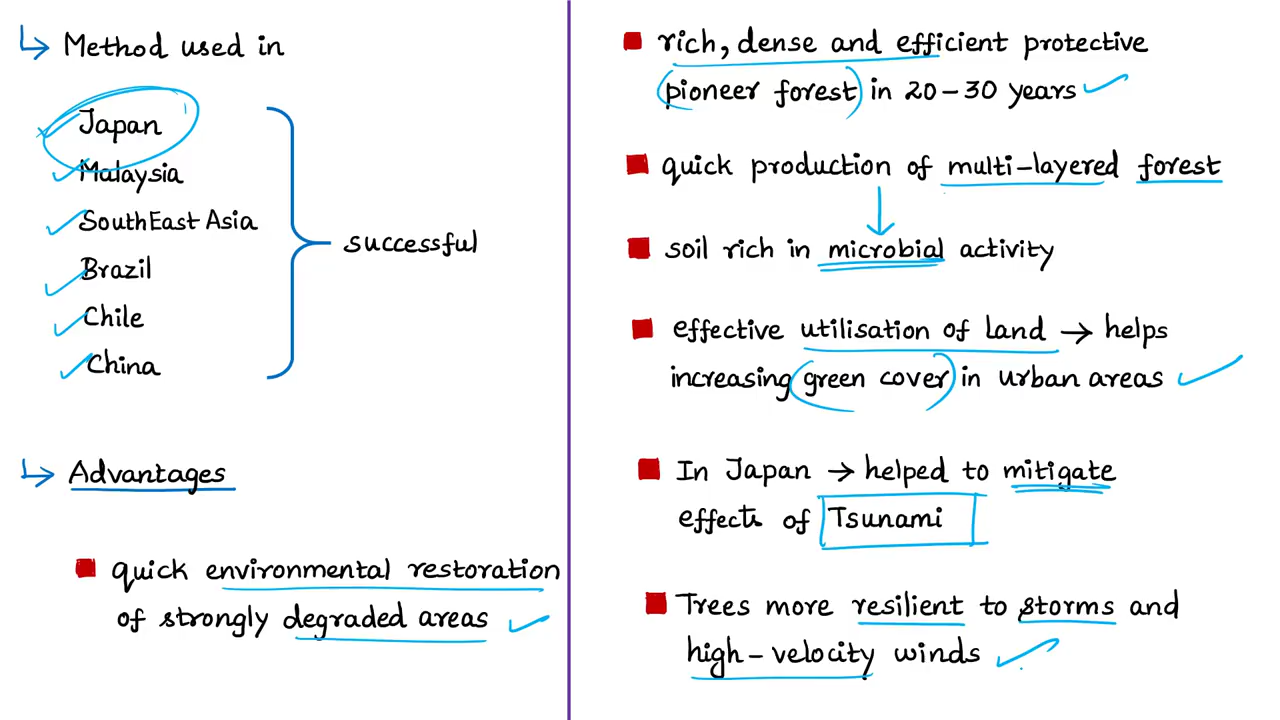 ↳ Method used in
Japan
Malaysia
SouthEast Asia
Brazil
Chile
China
successful
↳ Advantages
quick environmental restoration
of strongly degraded areas
rich, dense and efficient protective
(pioneer forest) in 20-30 years
quick production of multi-layered forest
soil rich in microbial activity
effective utilisation of land → helps
increasing (green cover) in urban areas
In Japan → helped to mitigate
effects of Tsunami
Trees more resilient to storms and
high-velocity winds